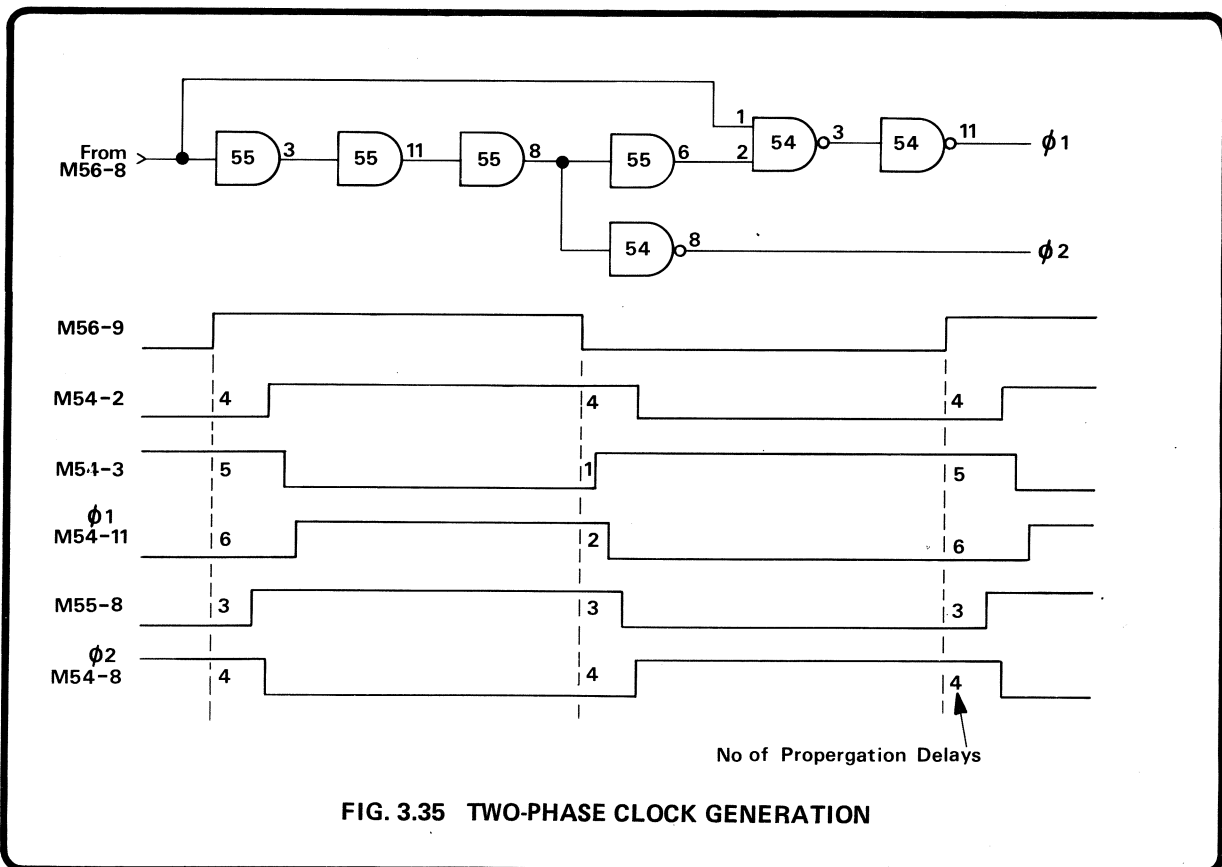 1
From
M56-8
55
3
55
11
55
8
55
6
2
54
3
54
11
ϕ1
54
8
ϕ2
M56-9
M54-2
4
4
4
M54-3
5
1
5
ϕ1
M54-11
6
2
6
M55-8
3
3
3
ϕ2
M54-8
4
4
4
No of Propergation Delays
FIG. 3.35 TWO-PHASE CLOCK GENERATION